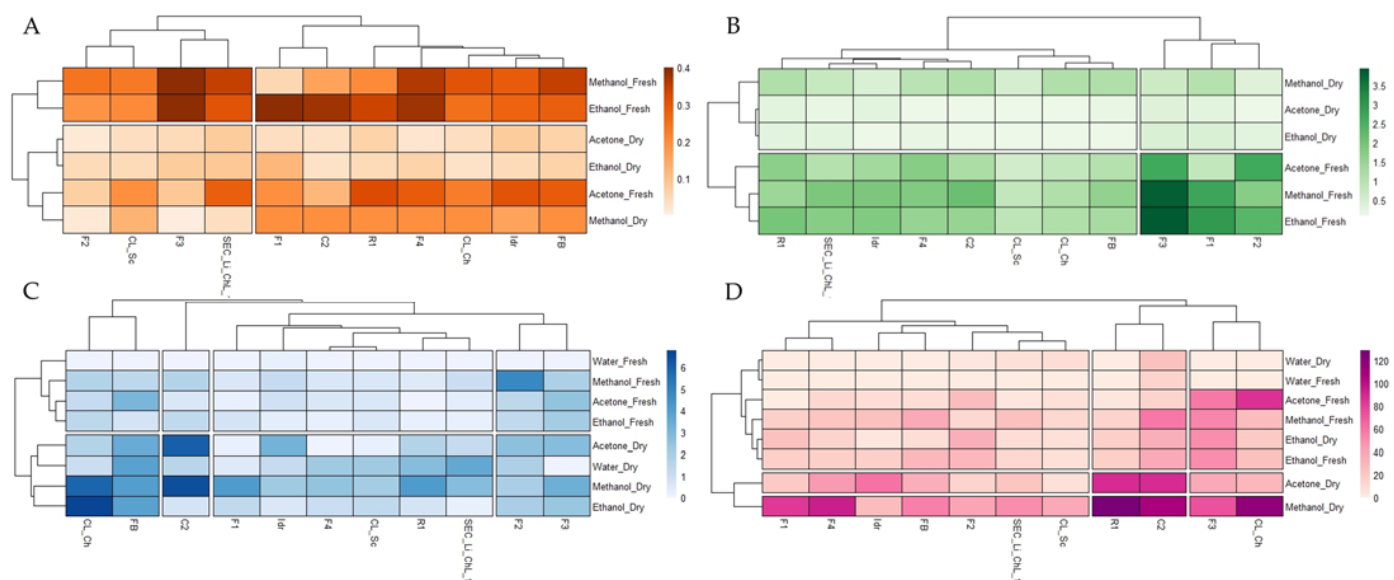 A
Methanol_Fresh
Ethanol_Fresh
Acetone_Dry
Ethanol_Dry
Acetone_Fresh
Methanol_Dry
0.4
0.3
0.2
0.1
F2
CL_Sc
F3
SEC_Li_ChL_
F1
C2
R1
F4
CL_Ch
Idr
FB
B
Methanol_Dry
Acetone_Dry
Ethanol_Dry
Acetone_Fresh
Methanol_Fresh
Ethanol_Fresh
3.5
3
2.5
2
1.5
1
0.5
R1
SEC_Li_ChL_
Idr
F4
C2
CL_Sc
CL_Ch
FB
F3
F1
F2
C
Water_Fresh
Methanol_Fresh
Acetone_Fresh
Ethanol_Fresh
Acetone_Dry
Water_Dry
Methanol_Dry
Ethanol_Dry
6
5
4
3
2
1
0
CL_Ch
FB
C2
F1
Idr
F4
CL_Sc
R1
SEC_Li_ChL_
F2
F3
D
Water_Dry
Water_Fresh
Acetone_Fresh
Methanol_Fresh
Ethanol_Dry
Ethanol_Fresh
Acetone_Dry
Methanol_Dry
120
100
80
60
40
20
0
F1
F4
Idr
FB
F2
SEC_Li_ChL_
CL_Sc
R1
C2
F3
CL_Ch